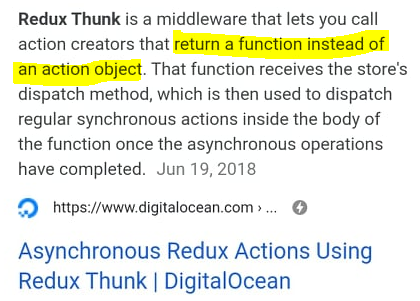 Redux Thunk is a middleware that lets you call
action creators that return a function instead of
an action object. That function receives the store's
dispatch method, which is then used to dispatch
regular synchronous actions inside the body of
the function once the asynchronous operations
have completed. Jun 19, 2018
https://www.digitalocean.com › ...
Asynchronous Redux Actions Using
Redux Thunk | DigitalOcean